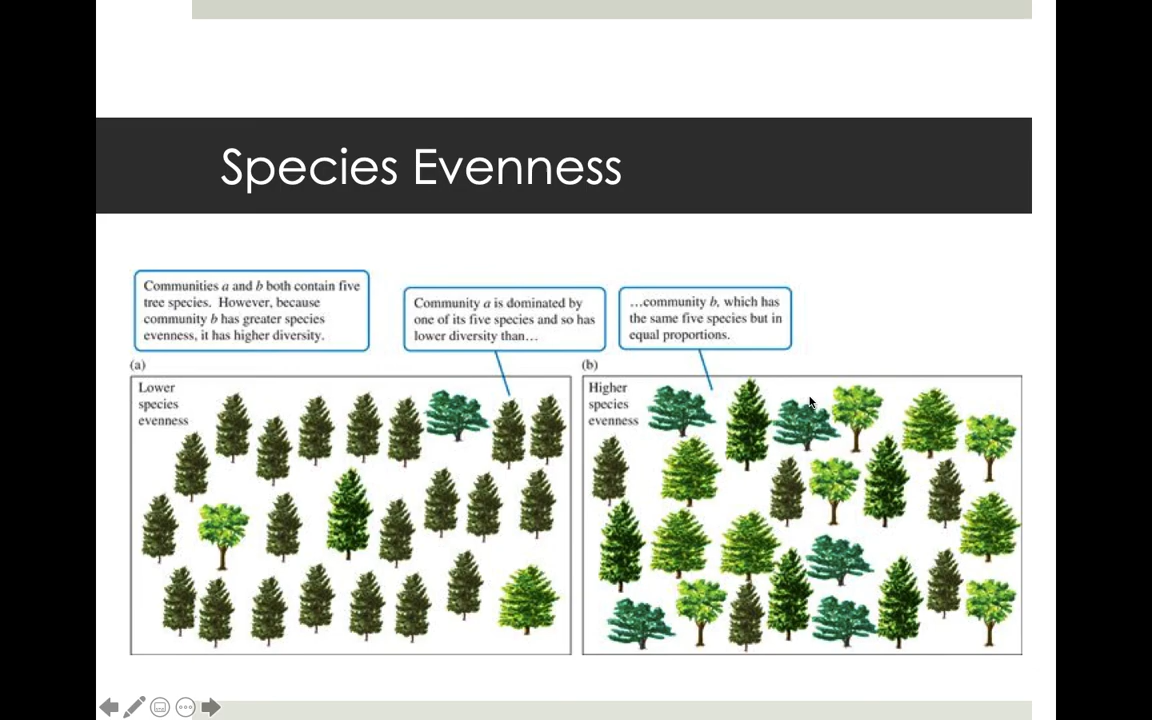 Species Evenness
Communities a and b both contain five
tree species. However, because
community b has greater species
evenness, it has higher diversity.
Community a is dominated by
one of its five species and so has
lower diversity than...
...community b, which has
the same five species but in
equal proportions.
(a)
Lower
species
evenness
(b)
Higher
species
evenness